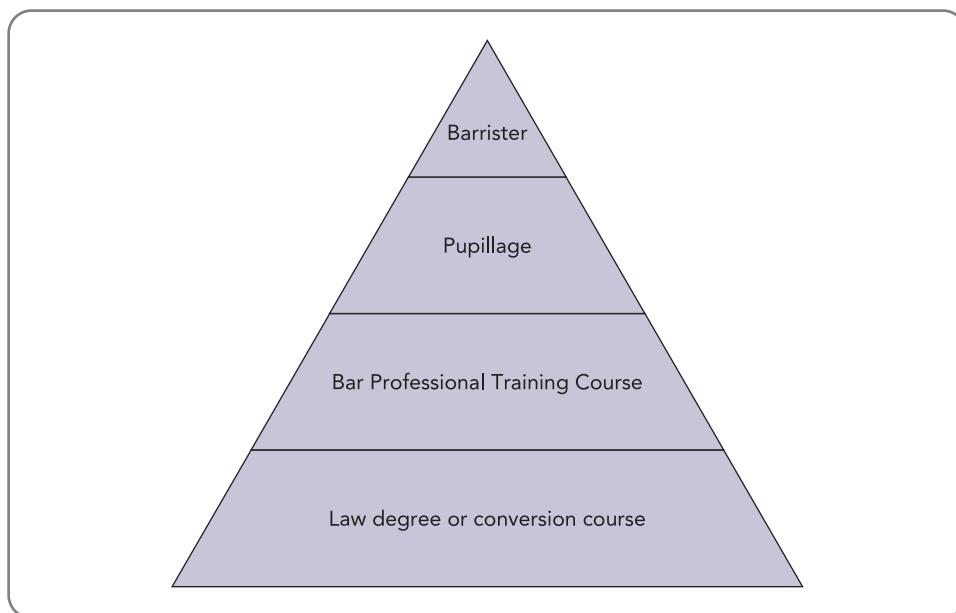 Barrister
Pupillage
Bar Professional Training Course
Law degree or conversion course